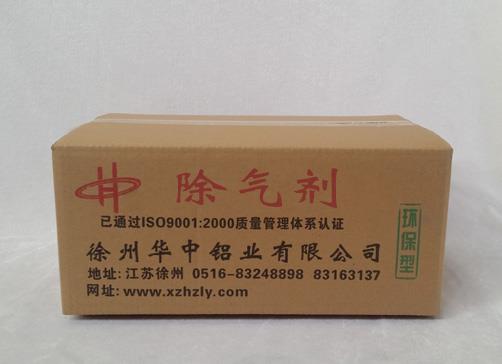 除气剂
已通过ISO9001:2000质量管理体系认证
徐州华中铝业有限公司
地址:江苏徐州 0516-83248898 83163137
网址:www.xzhzly.com
环保型